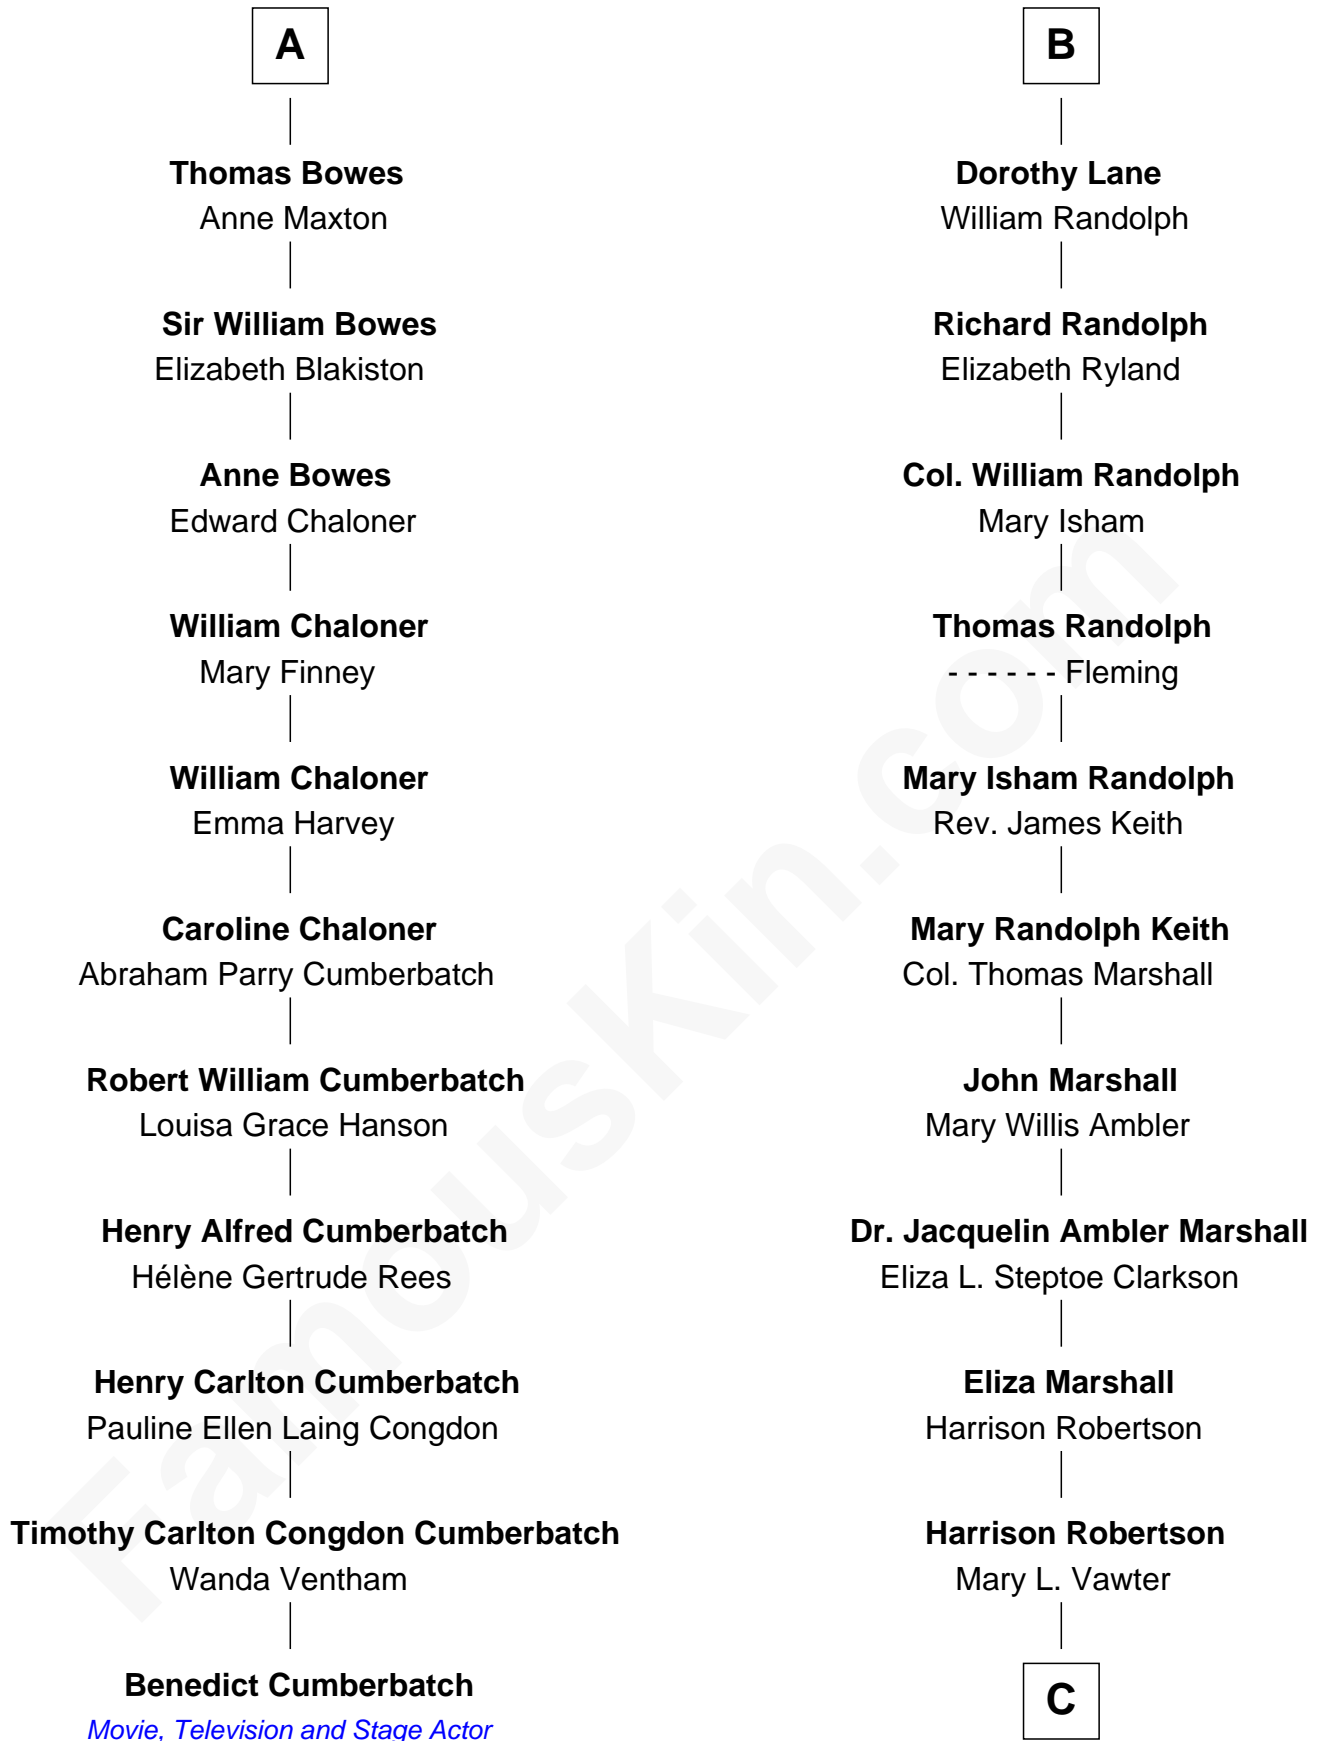 A
Thomas Bowes
Anne Maxton
Sir William Bowes
Elizabeth Blakiston
Anne Bowes
Edward Chaloner
William Chaloner
Mary Finney
William Chaloner
Emma Harvey
Caroline Chaloner
Abraham Parry Cumberbatch
Robert William Cumberbatch
Louisa Grace Hanson
Henry Alfred Cumberbatch
Hélène Gertrude Rees
Henry Carlton Cumberbatch
Pauline Ellen Laing Congdon
Timothy Carlton Congdon Cumberbatch
Wanda Ventham
Benedict Cumberbatch
Movie, Television and Stage Actor
B
Dorothy Lane
William Randolph
Richard Randolph
Elizabeth Ryland
Col. William Randolph
Mary Isham
Thomas Randolph
- - - - - - Fleming
Mary Isham Randolph
Rev. James Keith
Mary Randolph Keith
Col. Thomas Marshall
John Marshall
Mary Willis Ambler
Dr. Jacquelin Ambler Marshall
Eliza L. Steptoe Clarkson
Eliza Marshall
Harrison Robertson
Harrison Robertson
Mary L. Vawter
C
FamousKin.com